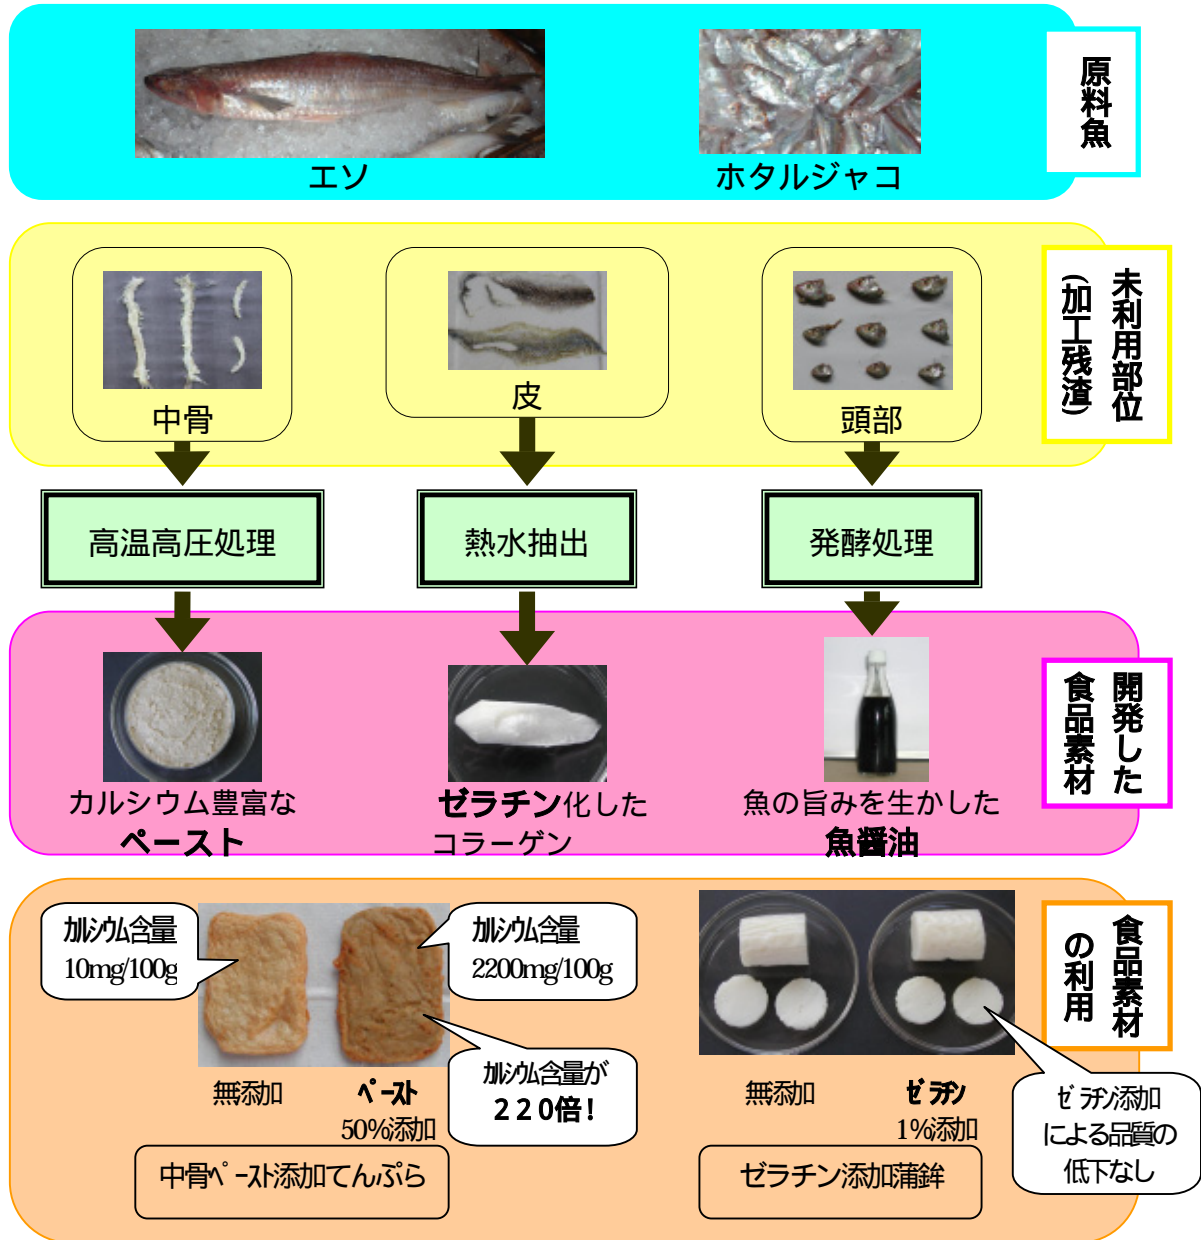 原料魚
エソ
ホタルジャコ
未利用部位
(加工残渣)
中骨
皮
頭部
高温高圧処理
熱水抽出
発酵処理
開発した
食品素材
カルシウム豊富な
ペースト
ゼラチン化した
コラーゲン
魚の旨みを生かした
魚醤油
食品素材
の利用
カルシウム含量
10mg/100g
カルシウム含量
2200mg/100g
カルシウム含量が
220倍!
無添加
ペースト
50%添加
中骨ペースト添加てんぷら
無添加
ゼラチン
1%添加
ゼラチン添加蒲鉾
ゼラチン添加
による品質の
低下なし